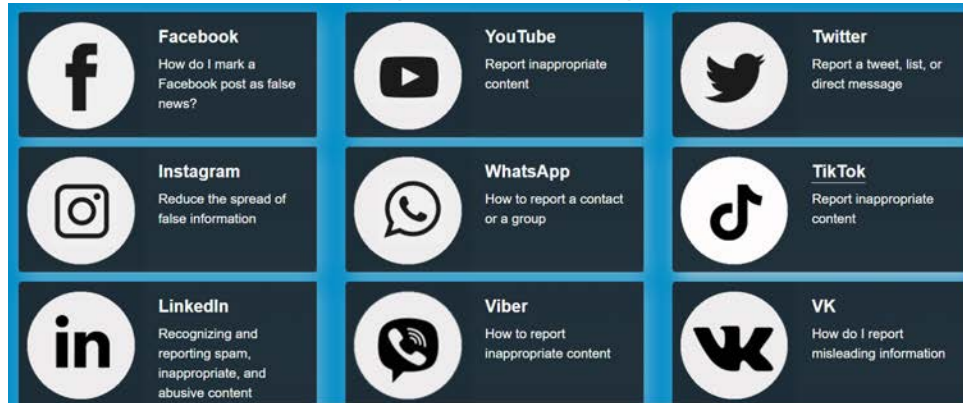 Facebook
How do I mark a
Facebook post as false
news?
YouTube
Report inappropriate
content
Twitter
Report a tweet, list, or
direct message
Instagram
Reduce the spread of
false information
WhatsApp
How to report a contact
or a group
TikTok
Report inappropriate
content
in
LinkedIn
Recognizing and
reporting spam,
inappropriate, and
abusive content
Viber
How to report
inappropriate content
VK
How do I report
misleading information